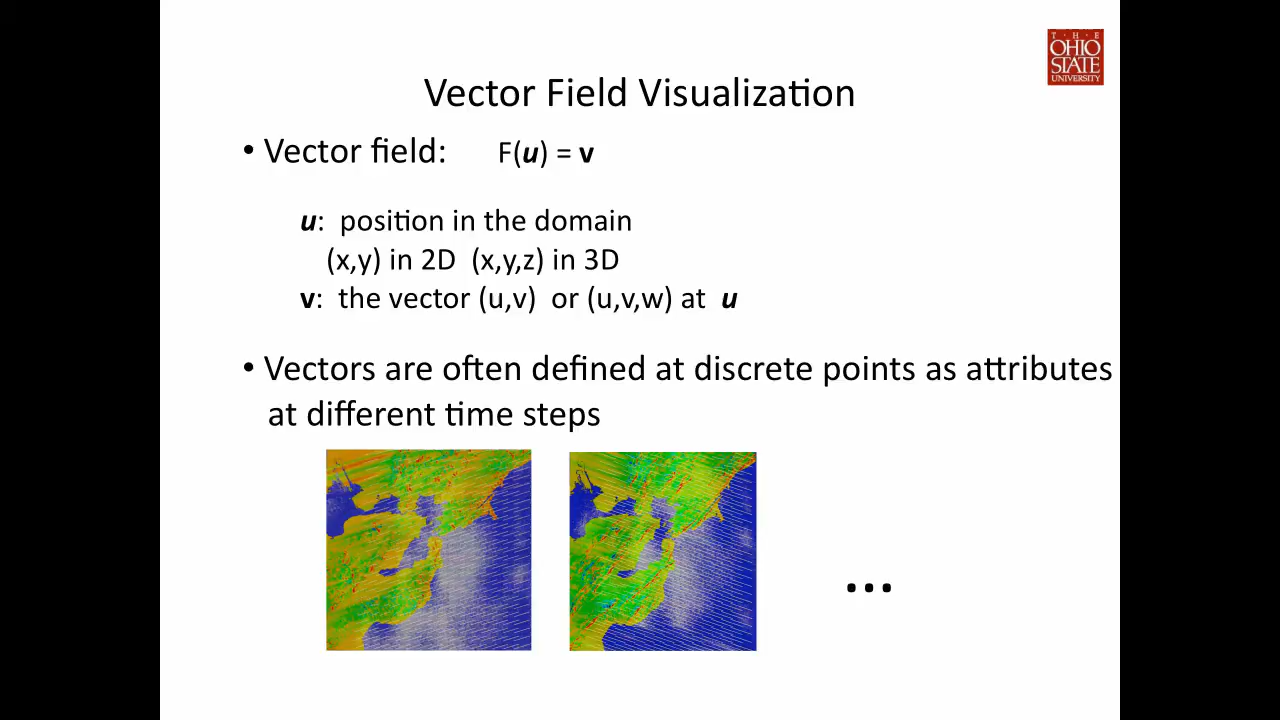 T · H · E
OHIO
STATE
UNIVERSITY
Vector Field Visualization
• Vector field: F(u) = v
u: position in the domain
(x,y) in 2D (x,y,z) in 3D
v: the vector (u,v) or (u,v,w) at u
• Vectors are often defined at discrete points as attributes
at different time steps
...